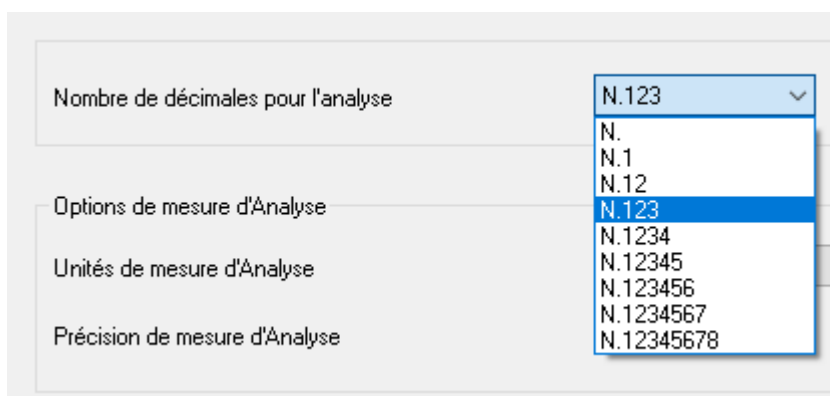 Nombre de décimales pour l'analyse
N.123
N.
N.1
N.12
N.123
N.1234
N.12345
N.123456
N.1234567
N.12345678
Options de mesure d'Analyse
Unités de mesure d'Analyse
Précision de mesure d'Analyse